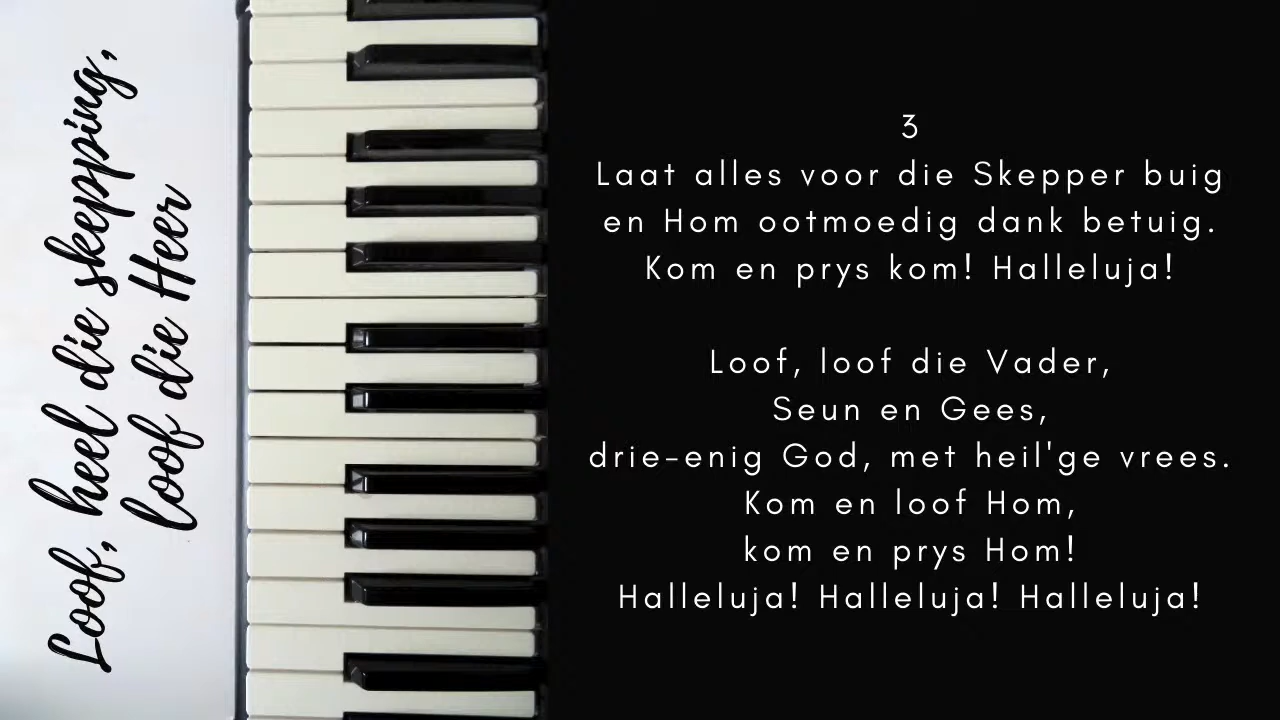 Loof, heel die skepping,
loof die Heer
3
Laat alles voor die Skepper buig
en Hom ootmoedig dank betuig.
Kom en prys kom! Halleluja!
Loof, loof die Vader,
Seun en Gees,
drie-enig God, met heil'ge vrees.
Kom en loof Hom,
kom en prys Hom!
Halleluja! Halleluja! Halleluja!